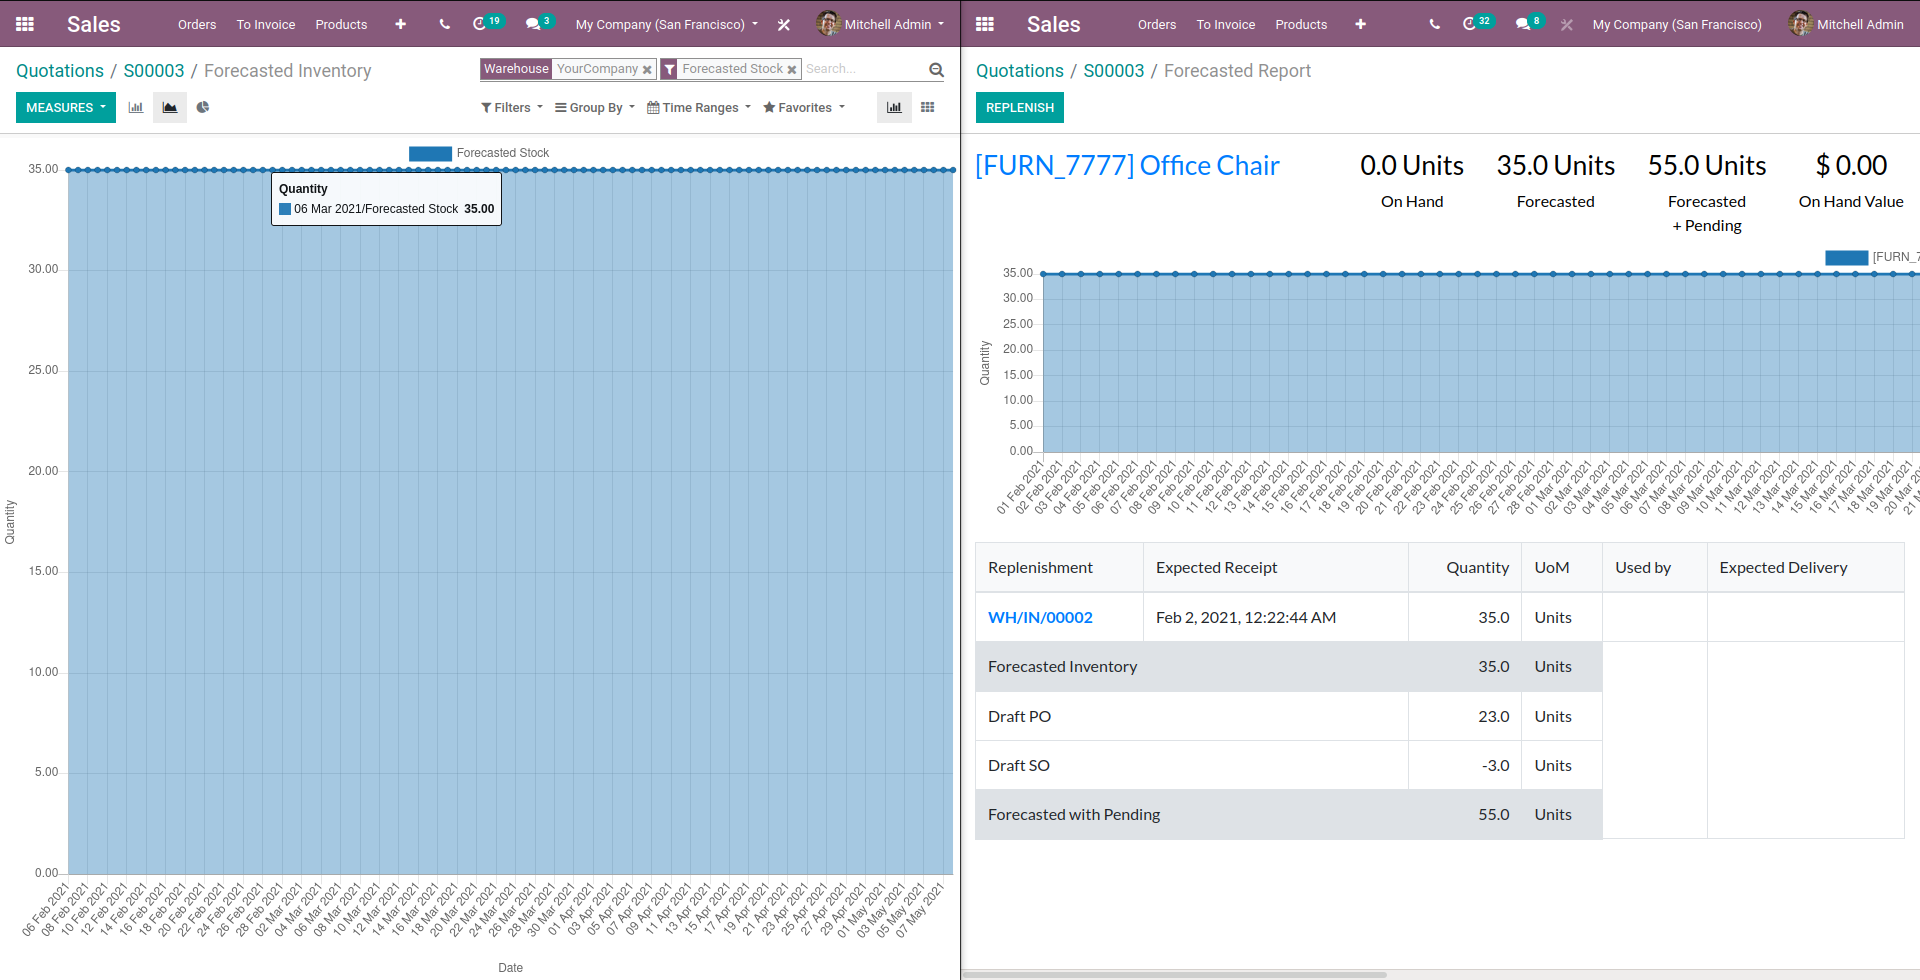 Sales Orders To Invoice Products 19 3 My Company (San Francisco) Mitchell Admin
Quotations / S00003 / Forecasted Inventory
Warehouse YourCompany Forecasted Stock Search...
MEASURES Filters Group By Time Ranges Favorites
Forecasted Stock
35.00
30.00
25.00
20.00
15.00
10.00
5.00
0.00
Quantity
Quantity
06 Mar 2021/Forecasted Stock 35.00
06 Feb 2021
08 Feb 2021
10 Feb 2021
12 Feb 2021
14 Feb 2021
16 Feb 2021
18 Feb 2021
20 Feb 2021
22 Feb 2021
24 Feb 2021
26 Feb 2021
28 Feb 2021
02 Mar 2021
04 Mar 2021
06 Mar 2021
08 Mar 2021
10 Mar 2021
12 Mar 2021
14 Mar 2021
16 Mar 2021
18 Mar 2021
20 Mar 2021
22 Mar 2021
24 Mar 2021
26 Mar 2021
28 Mar 2021
30 Mar 2021
01 Apr 2021
03 Apr 2021
05 Apr 2021
07 Apr 2021
09 Apr 2021
11 Apr 2021
13 Apr 2021
15 Apr 2021
17 Apr 2021
19 Apr 2021
21 Apr 2021
23 Apr 2021
25 Apr 2021
27 Apr 2021
29 Apr 2021
01 May 2021
03 May 2021
05 May 2021
07 May 2021
Date
Sales Orders To Invoice Products 32 8 My Company (San Francisco) Mitchell Admin
Quotations / S00003 / Forecasted Report
REPLENISH
[FURN_7777] Office Chair 0.0 Units 35.0 Units 55.0 Units $ 0.00
On Hand Forecasted Forecasted On Hand Value
+ Pending
[FURN_7
35.00
30.00
25.00
20.00
15.00
10.00
5.00
0.00
Quantity
01 Feb 2021
02 Feb 2021
03 Feb 2021
04 Feb 2021
05 Feb 2021
06 Feb 2021
07 Feb 2021
08 Feb 2021
09 Feb 2021
10 Feb 2021
11 Feb 2021
12 Feb 2021
13 Feb 2021
14 Feb 2021
15 Feb 2021
16 Feb 2021
17 Feb 2021
18 Feb 2021
19 Feb 2021
20 Feb 2021
21 Feb 2021
22 Feb 2021
23 Feb 2021
24 Feb 2021
25 Feb 2021
26 Feb 2021
27 Feb 2021
28 Feb 2021
01 Mar 2021
02 Mar 2021
03 Mar 2021
04 Mar 2021
05 Mar 2021
06 Mar 2021
07 Mar 2021
08 Mar 2021
09 Mar 2021
10 Mar 2021
11 Mar 2021
12 Mar 2021
13 Mar 2021
14 Mar 2021
15 Mar 2021
16 Mar 2021
17 Mar 2021
18 Mar 2021
19 Mar 2021
20 Mar 2021
21 M
Replenishment Expected Receipt Quantity UoM Used by Expected Delivery
WH/IN/00002 Feb 2, 2021, 12:22:44 AM 35.0 Units
Forecasted Inventory 35.0 Units
Draft PO 23.0 Units
Draft SO -3.0 Units
Forecasted with Pending 55.0 Units